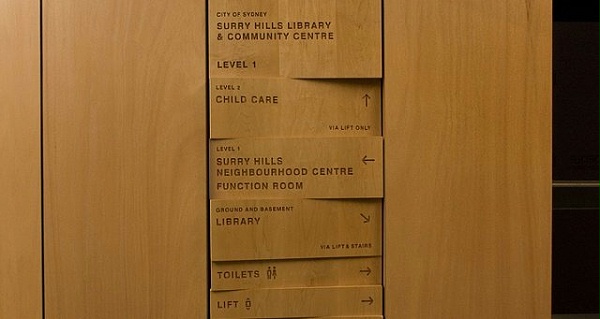 CITY OF SYDNEY
SURRY HILLS LIBRARY
& COMMUNITY CENTRE
LEVEL 1
LEVEL 2
CHILD CARE
VIA LIFT ONLY
LEVEL 1
SURRY HILLS
NEIGHBOURHOOD CENTRE
FUNCTION ROOM
GROUND AND BASEMENT
LIBRARY
VIA LIFT & STAIRS
TOILETS
LIFT